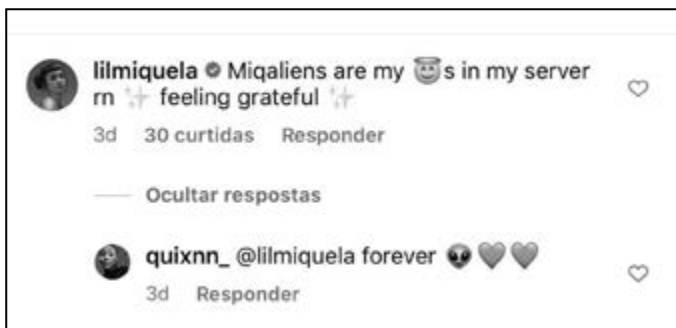 lilmiquela Miqaliens are my 😇s in my server
rn ✨ feeling grateful ✨
3d 30 curtidas Responder
Ocultar respostas
quixnn_ @lilmiquela forever 👽🩶🩶
3d Responder